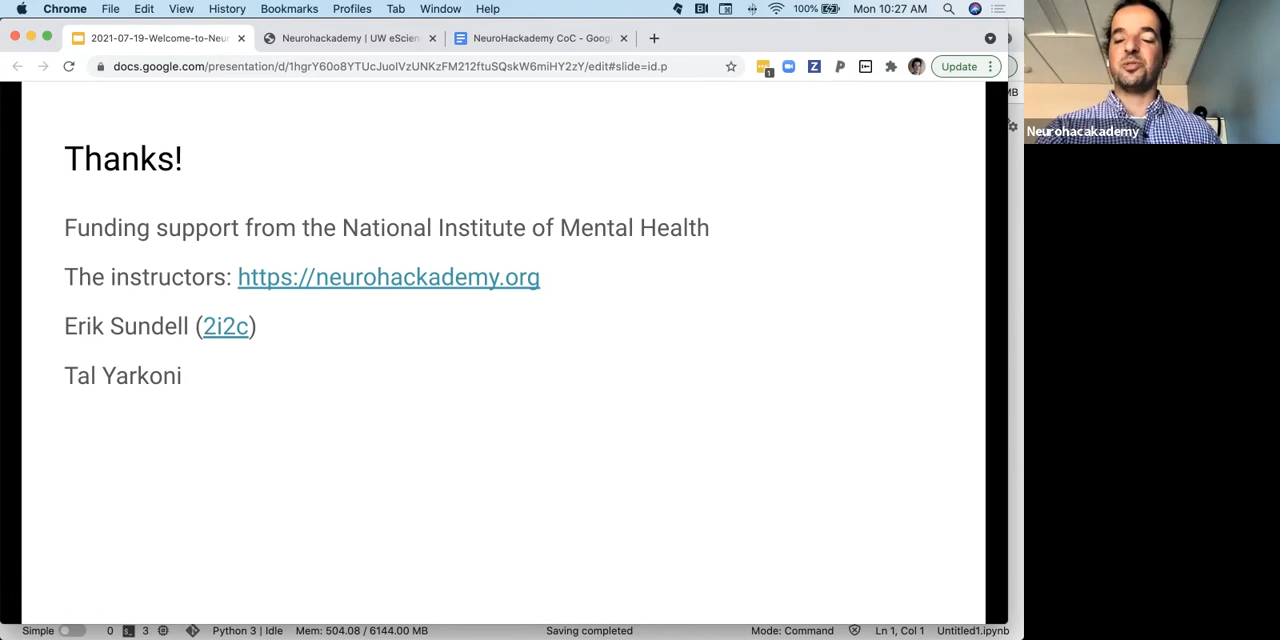 Chrome File Edit View History Bookmarks Profiles Tab Window Help 100% Mon 10:27 AM
2021-07-19-Welcome-to-Neur Neurohackademy | UW eScien NeuroHackademy CoC - Goog
docs.google.com/presentation/d/1hgrY60o8YTUcJuolVzUNKzFM212ftuSQskW6miHY2zY/edit#slide=id.p 1 Z P Update
MB
Neurohacakademy
Thanks!
Funding support from the National Institute of Mental Health
The instructors: https://neurohackademy.org
Erik Sundell (2i2c)
Tal Yarkoni
Simple 0 3 Python 3 | Idle Mem: 504.08 / 6144.00 MB Saving completed Mode: Command Ln 1, Col 1 Untitled1.ipynb